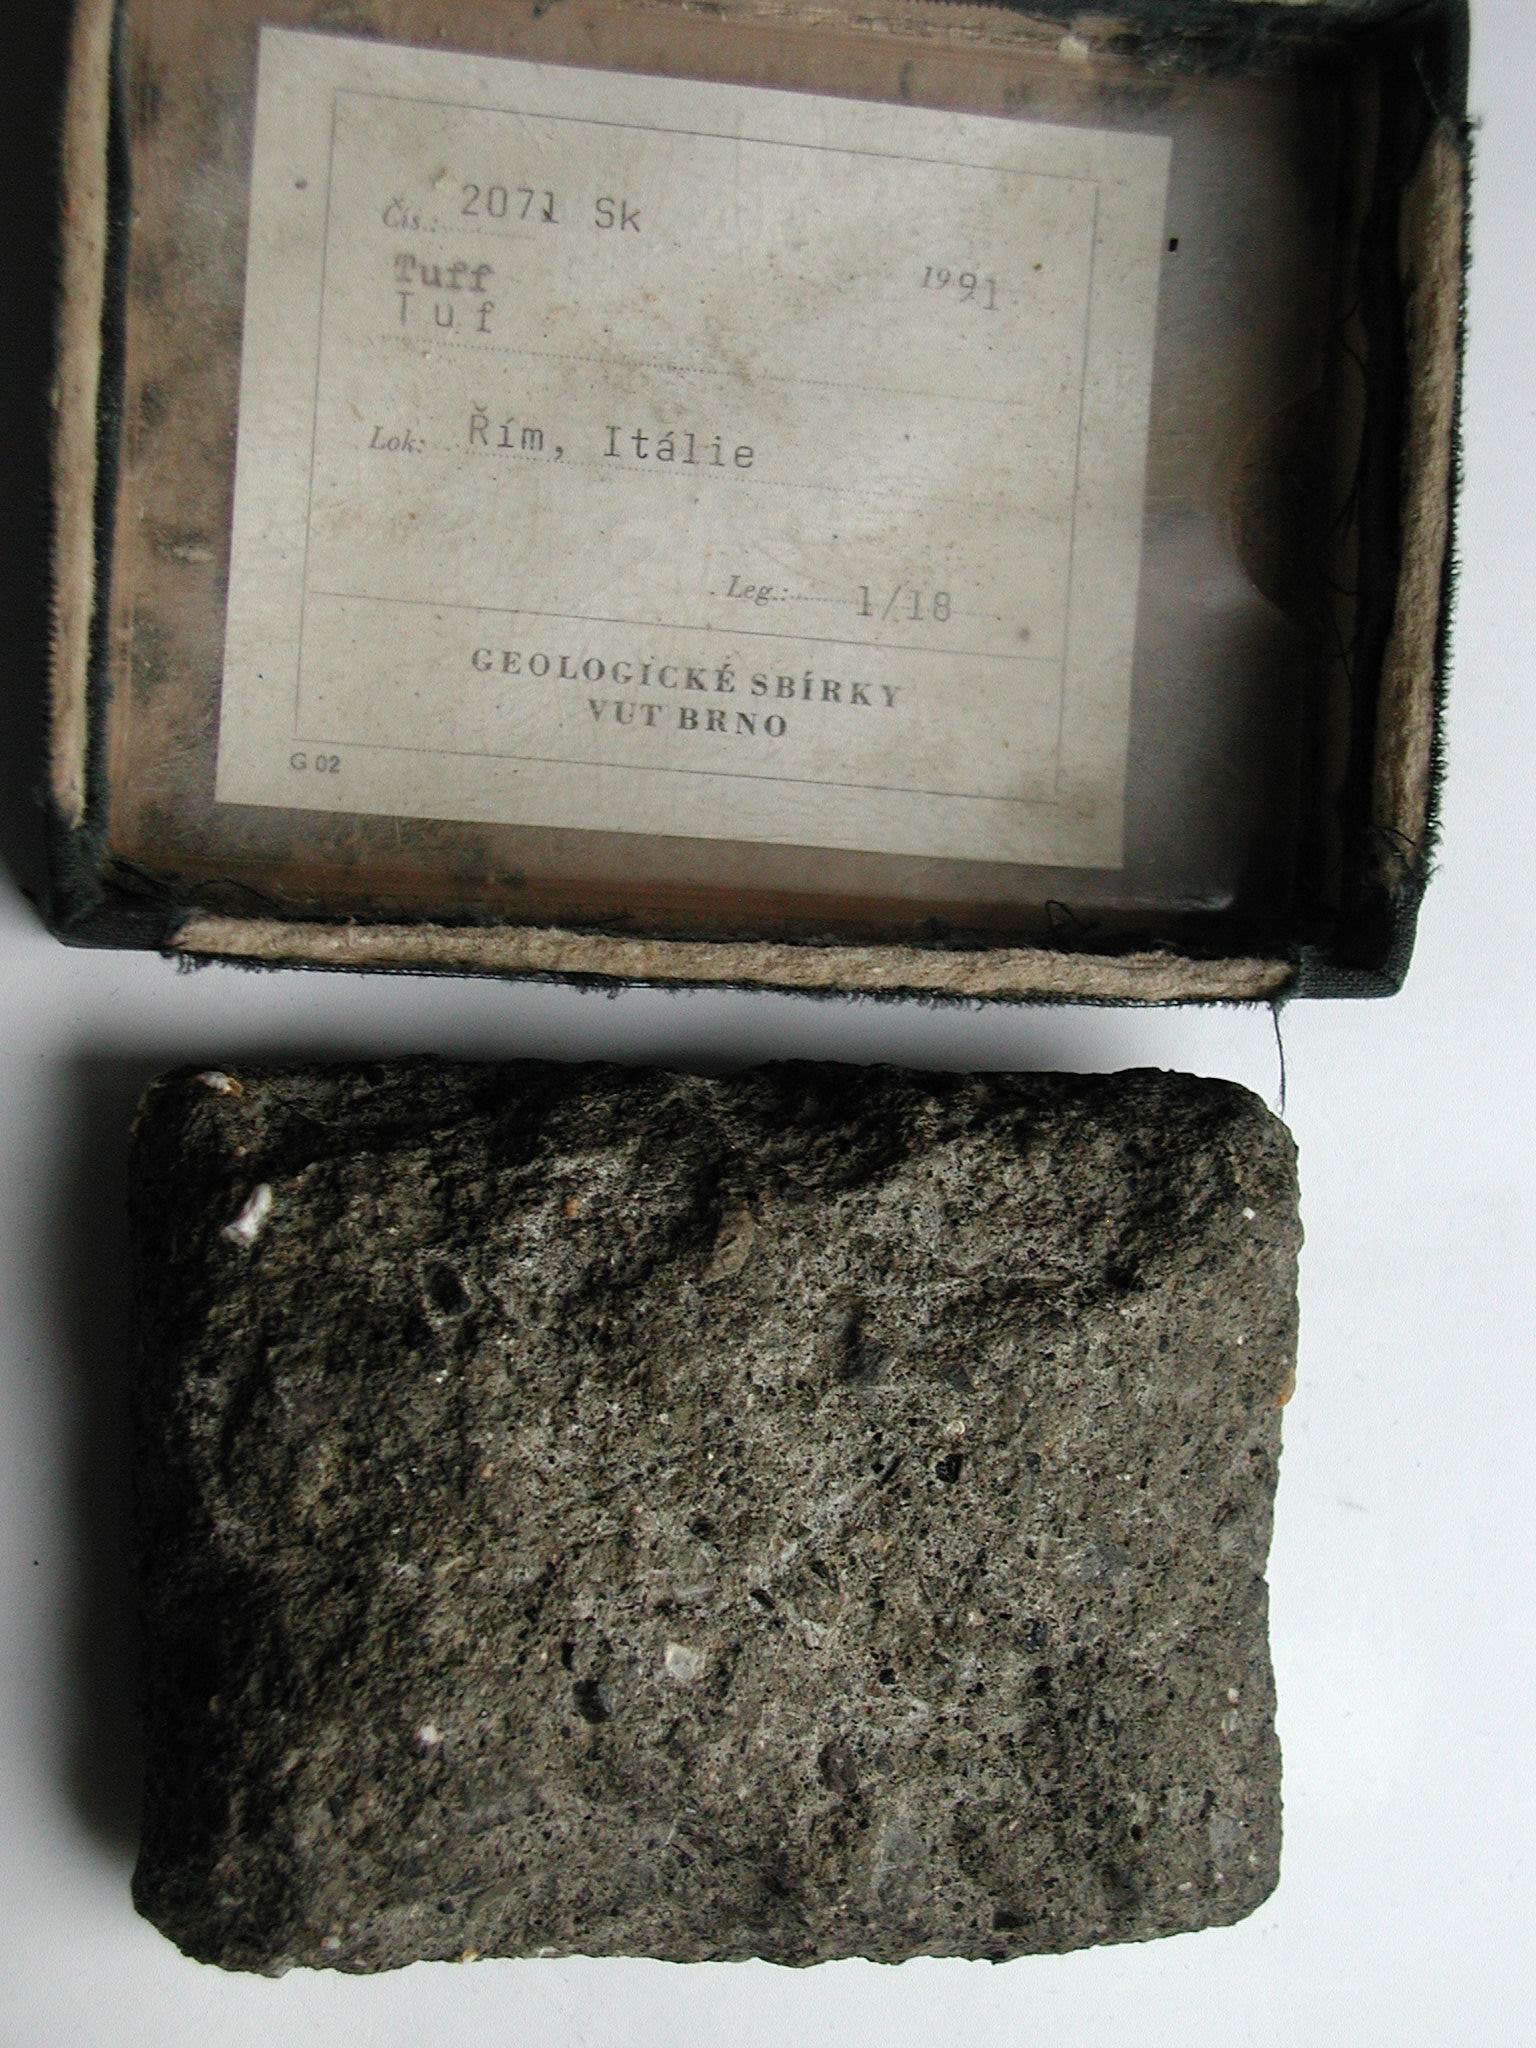 Čís.: 2071 Sk
1991
Tuff
Tuf
Lok: Řím, Itálie
Leg.: 1/18
GEOLOGICKÉ SBÍRKY
VUT BRNO
G 02